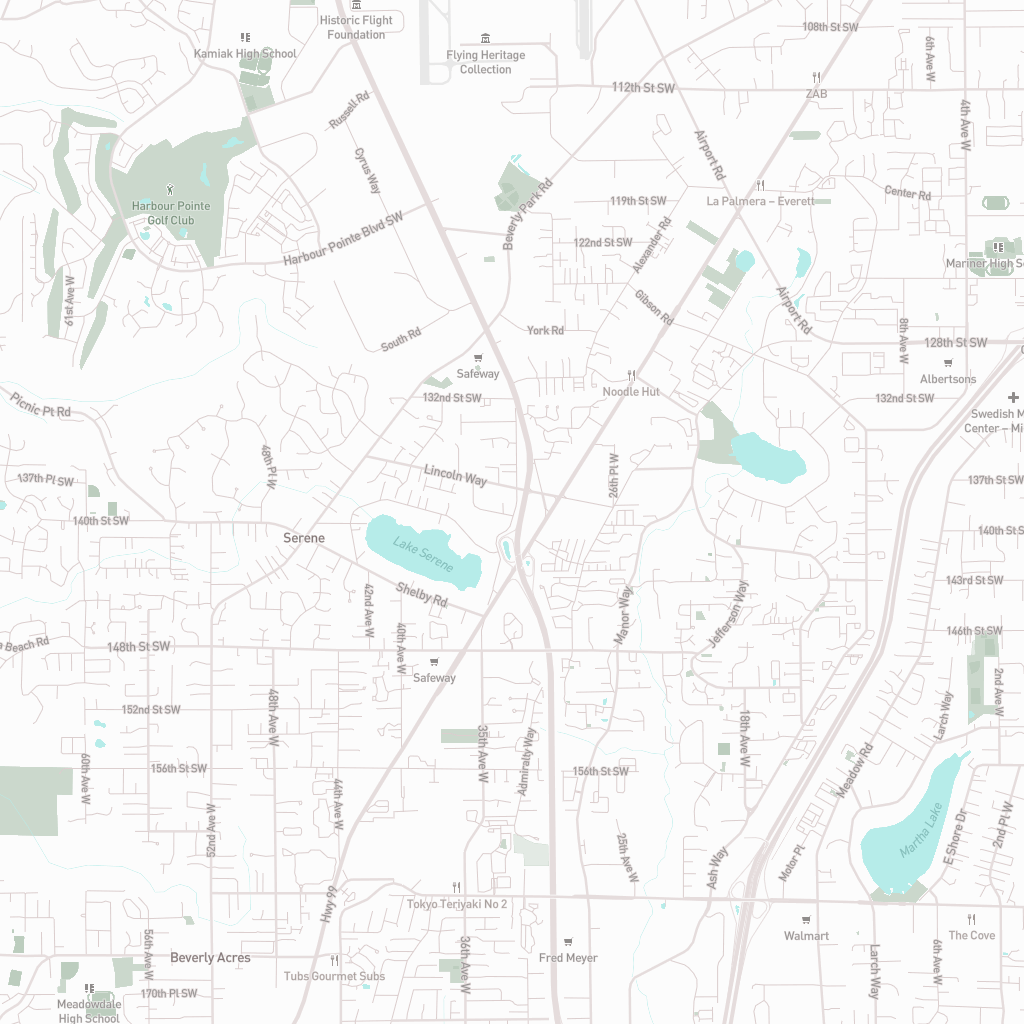 Historic Flight
Foundation
108th St SW
6th Ave W
Kamiak High School
Flying Heritage
Collection
112th St SW
ZAB
Russell Rd
4th Ave W
Airport Rd
Cyrus Way
Center Rd
Harbour Pointe
Golf Club
119th St SW
La Palmera – Everett
Beverly Park Rd
Harbour Pointe Blvd SW
122nd St SW
Alexander Rd
Mariner High Sc
61st Ave W
Gibson Rd
Airport Rd
South Rd
York Rd
8th Ave W
128th St SW
Safeway
Albertsons
Noodle Hut
Picnic Pt Rd
132nd St SW
132nd St SW
Swedish M
Center – Mi
48th Pl W
137th Pl SW
Lincoln Way
26th Pl W
137th St SW
140th St SW
Serene
Lake Serene
140th St SW
143rd St SW
42nd Ave W
Shelby Rd
Manor Way
Jefferson Way
40th Ave W
146th St SW
a Beach Rd
148th St SW
Safeway
2nd Ave W
48th Ave W
152nd St SW
Larch Way
18th Ave W
35th Ave W
Admiralty Way
60th Ave W
156th St SW
156th St SW
Meadow Rd
44th Ave W
52nd Ave W
Martha Lake
E Shore Dr
2nd Pl W
25th Ave W
Ash Way
Motor Pl
Hwy 99
Tokyo Teriyaki No 2
Walmart
The Cove
56th Ave W
Beverly Acres
36th Ave W
Fred Meyer
Larch Way
6th Ave W
Tubs Gourmet Subs
170th Pl SW
Meadowdale
High School